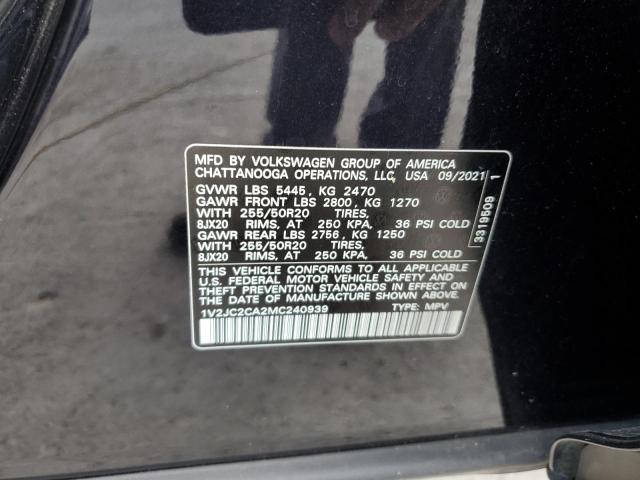 MFD BY VOLKSWAGEN GROUP OF AMERICA
CHATTANOOGA OPERATIONS, LLC, USA 09/2021
GVWR LBS 5445, KG 2470
GAWR FRONT LBS 2800, KG 1270
WITH 255/50R20 TIRES,
8JX20 RIMS, AT 250 KPA, 36 PSI COLD
GAWR REAR LBS 2756, KG 1250
WITH 255/50R20 TIRES,
8JX20 RIMS, AT 250 KPA, 36 PSI COLD
THIS VEHICLE CONFORMS TO ALL APPLICABLE
U.S. FEDERAL MOTOR VEHICLE SAFETY AND
THEFT PREVENTION STANDARDS IN EFFECT
ON THE DATE OF MANUFACTURE SHOWN ABOVE.
1V2JC2CA2MC240939 TYPE: MPV
3319509 1